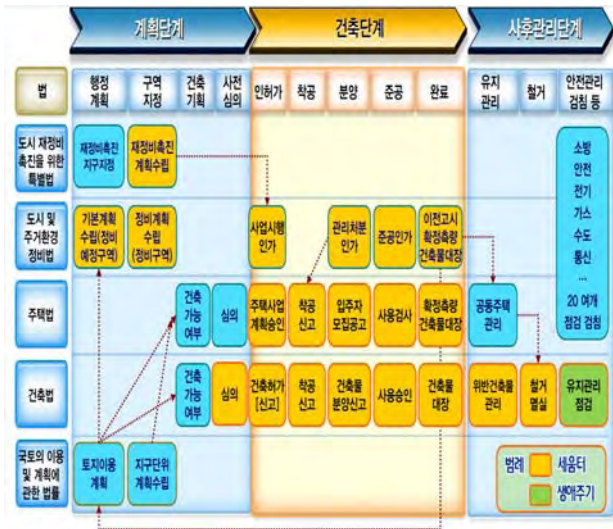 계획단계
건축단계
사후관리단계
법
행정
계획
구역
지정
건축
기획
사전
심의
인허가
착공
분양
준공
완료
유지
관리
철거
안전관리
검침 등
도시 재정비
촉진을 위한
특별법
재정비촉진
지구지정
재정비촉진
계획수립
소방
안전
전기
가스
수도
통신
...
20 여개
점검 검침
도시 및
주거환경
정비법
기본계획
수립(정비
예정구역)
정비계획
수립
(정비구역)
사업시행
인가
관리처분
인가
준공인가
이전고시
확정측량
건축물대장
주택법
건축
가능
여부
심의
주택사업
계획승인
착공
신고
입주자
모집공고
사용검사
확정측량
건축물대장
공동주택
관리
건축법
건축
가능
여부
심의
건축허가
[신고]
착공
신고
건축물
분양신고
사용승인
건축물
대장
위반건축물
관리
철거
멸실
유지관리
점검
국토의 이용
및 계획에
관한 법률
토지이용
계획
지구단위
계획수립
범례
세움터
생애주기